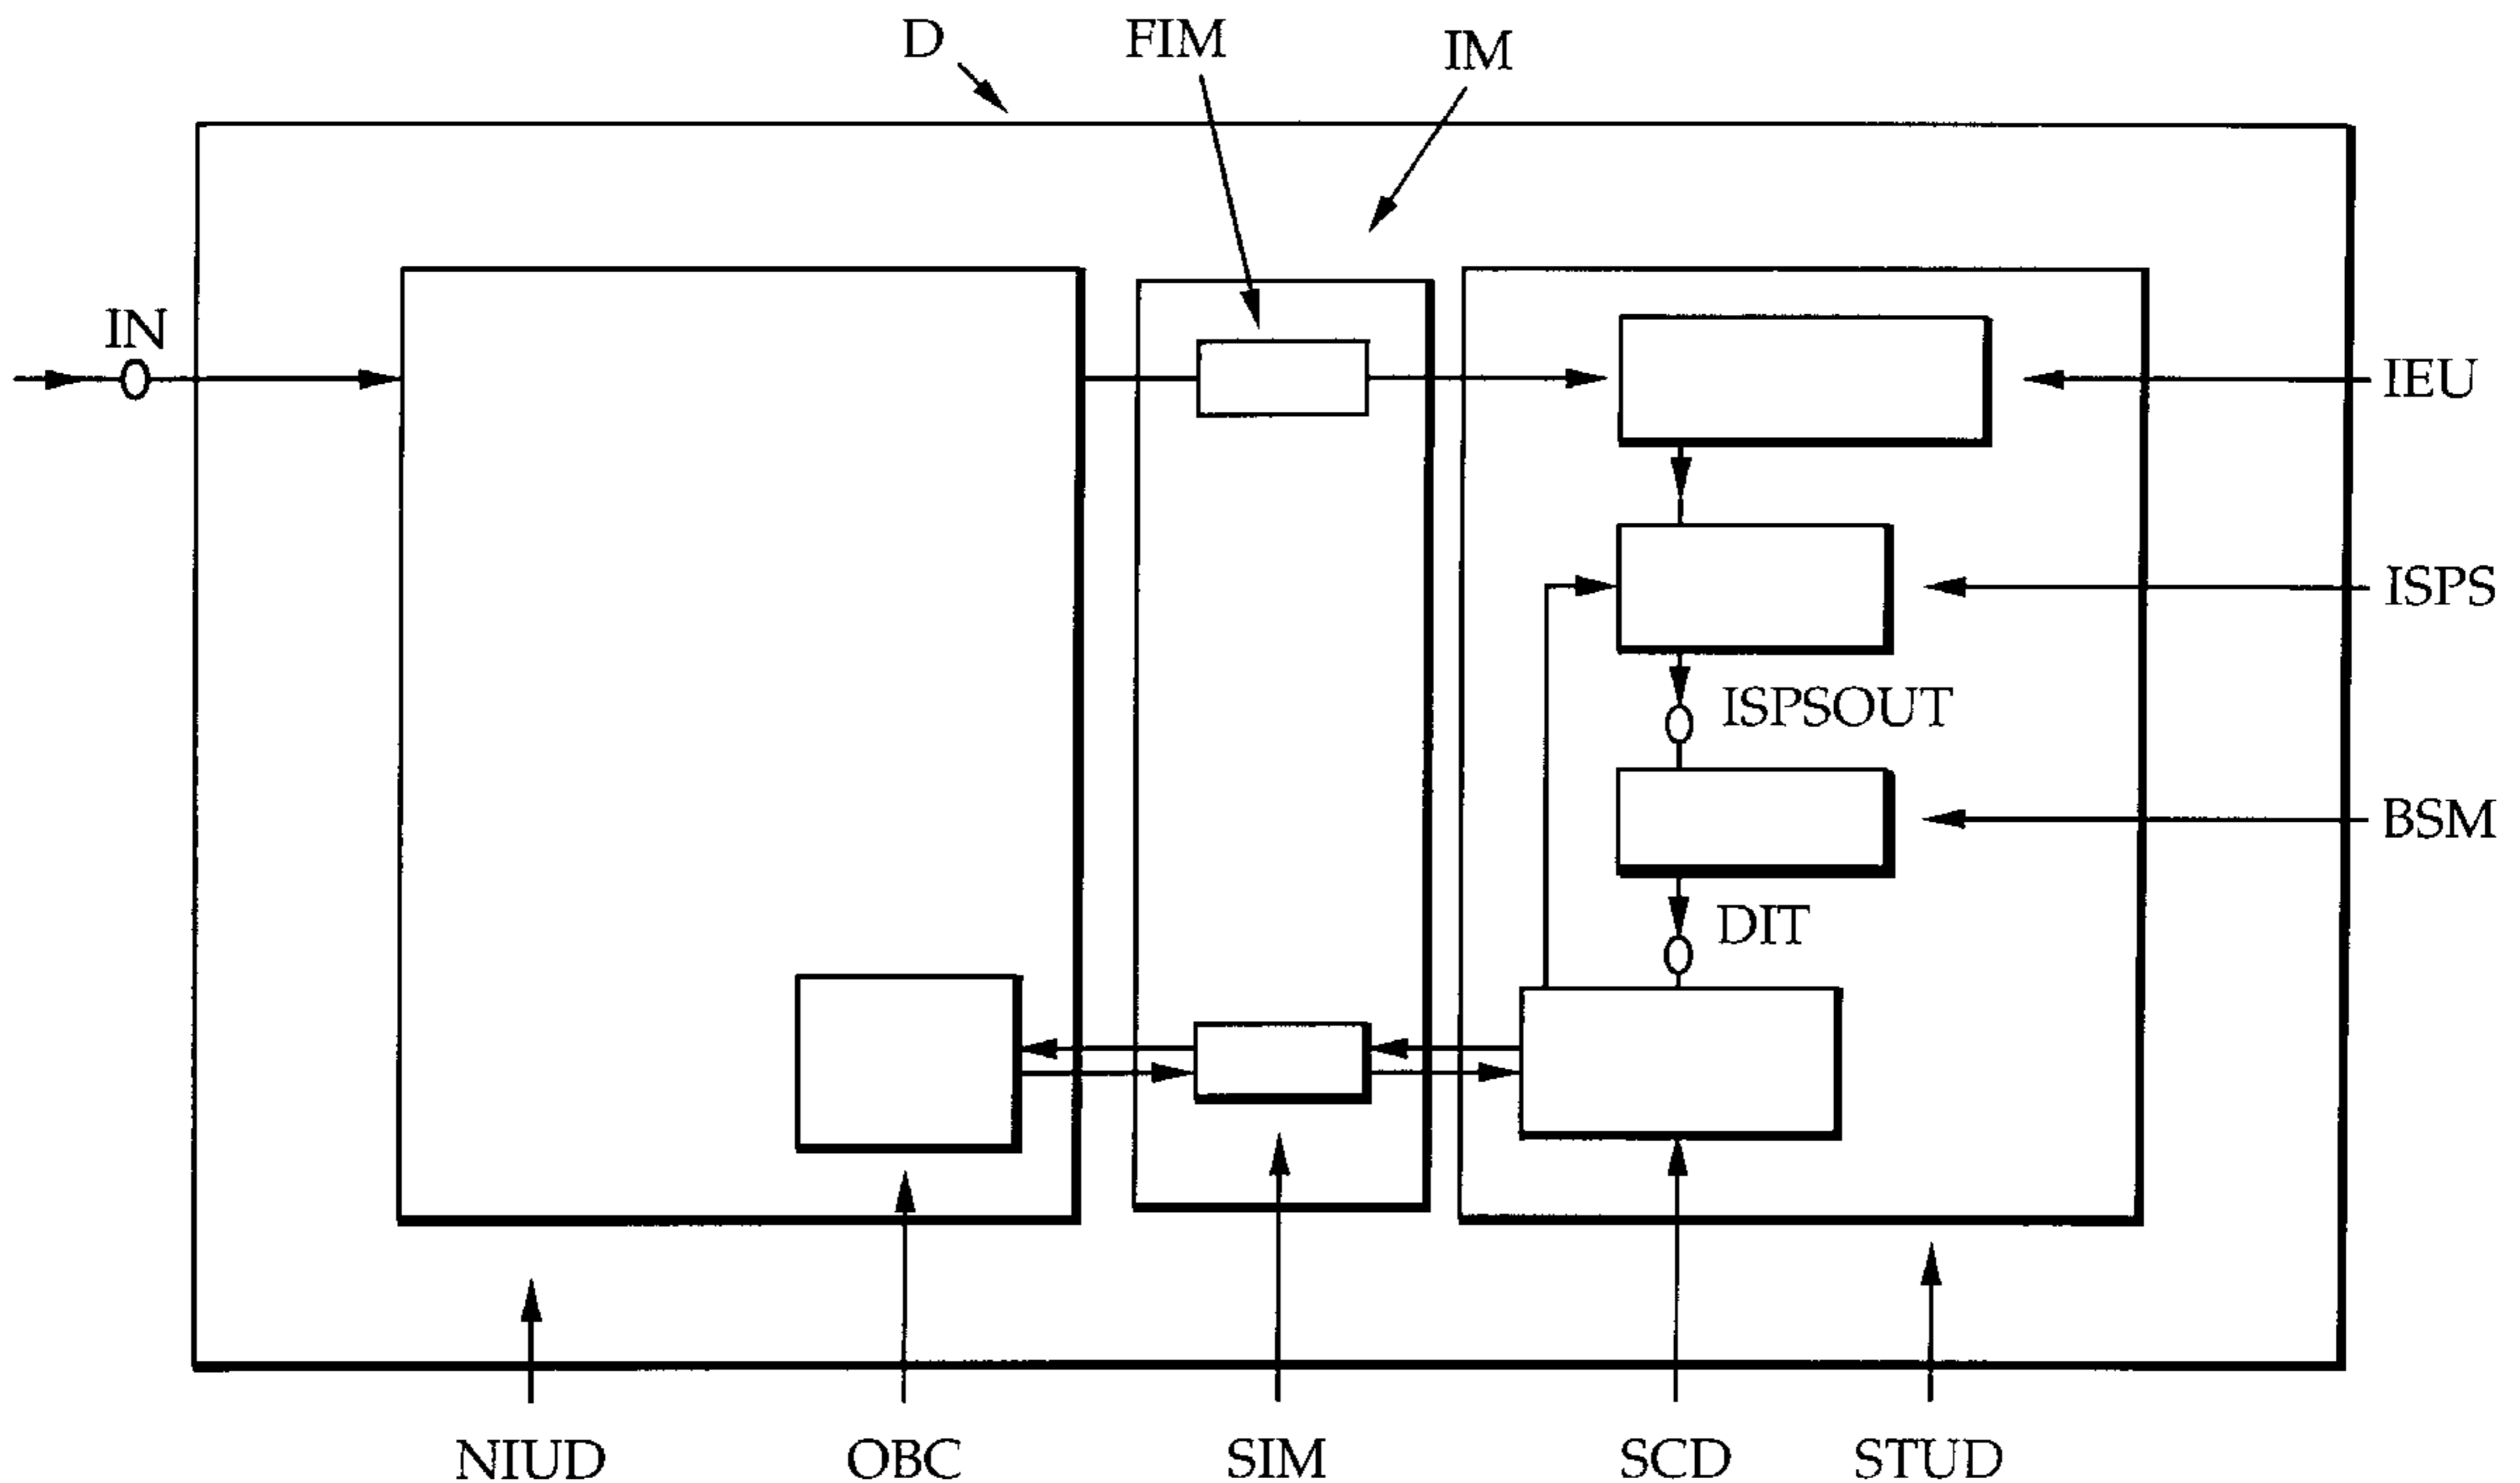 D
FIM
IM
IN
IEU
ISPS
ISPSOUT
BSM
DIT
NIUD
OBC
SIM
SCD
STUD